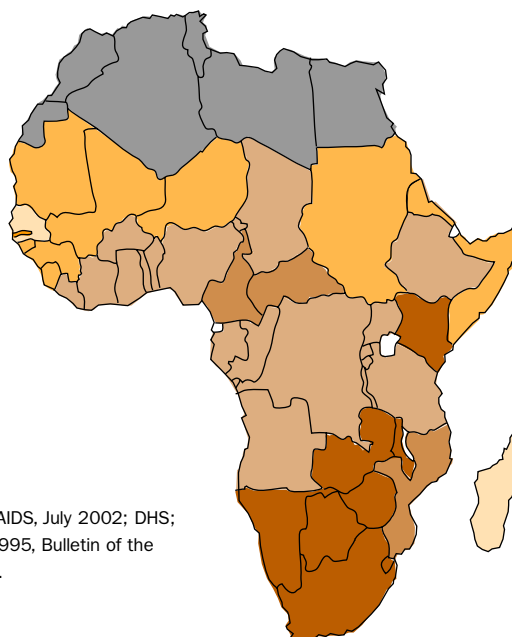 AIDS, July 2002; DHS;
995, Bulletin of the
.